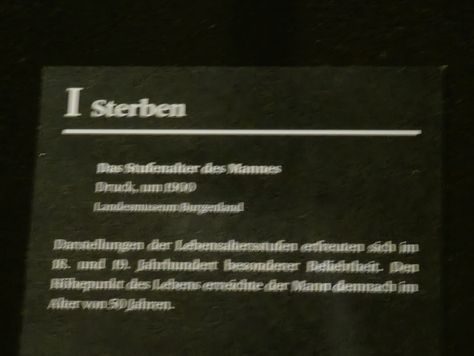 I Sterben
Das Stufenalter des Mannes
Druck, um 1900
Landesmuseum Burgenland
Darstellungen der Lebensaltersstufen erfreuten sich im
18. und 19. Jahrhundert besonderer Beliebtheit. Den
Höhepunkt des Lebens erreichte der Mann demnach im
Alter von 50 Jahren.